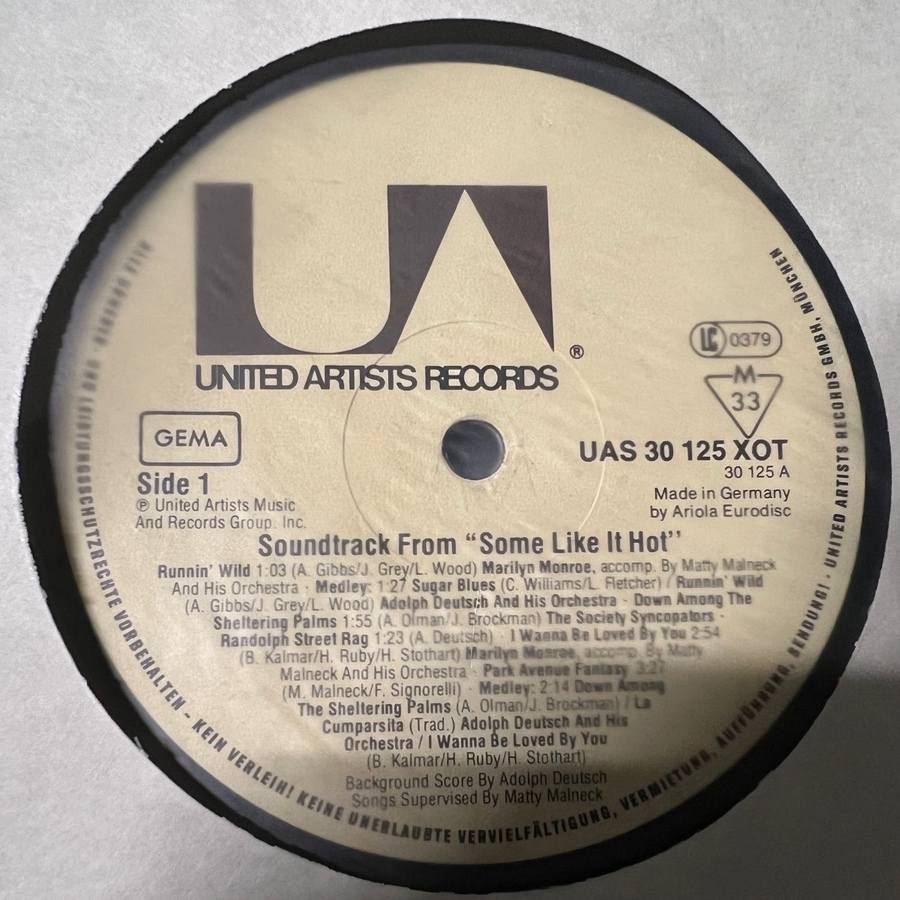 UA
®
UNITED ARTISTS RECORDS
GEMA
LC 0379
M
33
UAS 30 125 XOT
30 125 A
Side 1
℗ United Artists Music
And Records Group. Inc.
Made in Germany
by Ariola Eurodisc
Soundtrack From “Some Like It Hot’’
Runnin’ Wild 1:03 (A. Gibbs/J. Grey/L. Wood) Marilyn Monroe, accomp. By Matty Malneck
And His Orchestra · Medley: 1:27 Sugar Blues (C. Williams/L. Fletcher) / Runnin’ Wild
(A. Gibbs/J. Grey/L. Wood) Adolph Deutsch And His Orchestra · Down Among The
Sheltering Palms 1:55 (A. Olman/J. Brockman) The Society Syncopators ·
Randolph Street Rag 1:23 (A. Deutsch) · I Wanna Be Loved By You 2:54
(B. Kalmar/H. Ruby/H. Stothart) Marilyn Monroe, accomp. By Matty
Malneck And His Orchestra · Park Avenue Fantasy 3:27
(M. Malneck/F. Signorelli) · Medley: 2:14 Down Among
The Sheltering Palms (A. Olman/J. Brockman) / La
Cumparsita (Trad.) Adolph Deutsch And His
Orchestra / I Wanna Be Loved By You
(B. Kalmar/H. Ruby/H. Stothart)
Background Score By Adolph Deutsch
Songs Supervised By Matty Malneck
UND LEISTUNGSSCHUTZRECHTE VORBEHALTEN - KEIN VERLEIH! KEINE UNERLAUBTE VERVIELFÄLTIGUNG, VERMIETUNG, AUFFÜHRUNG, SENDUNG! · UNITED ARTISTS RECORDS GMBH, MÜNCHEN